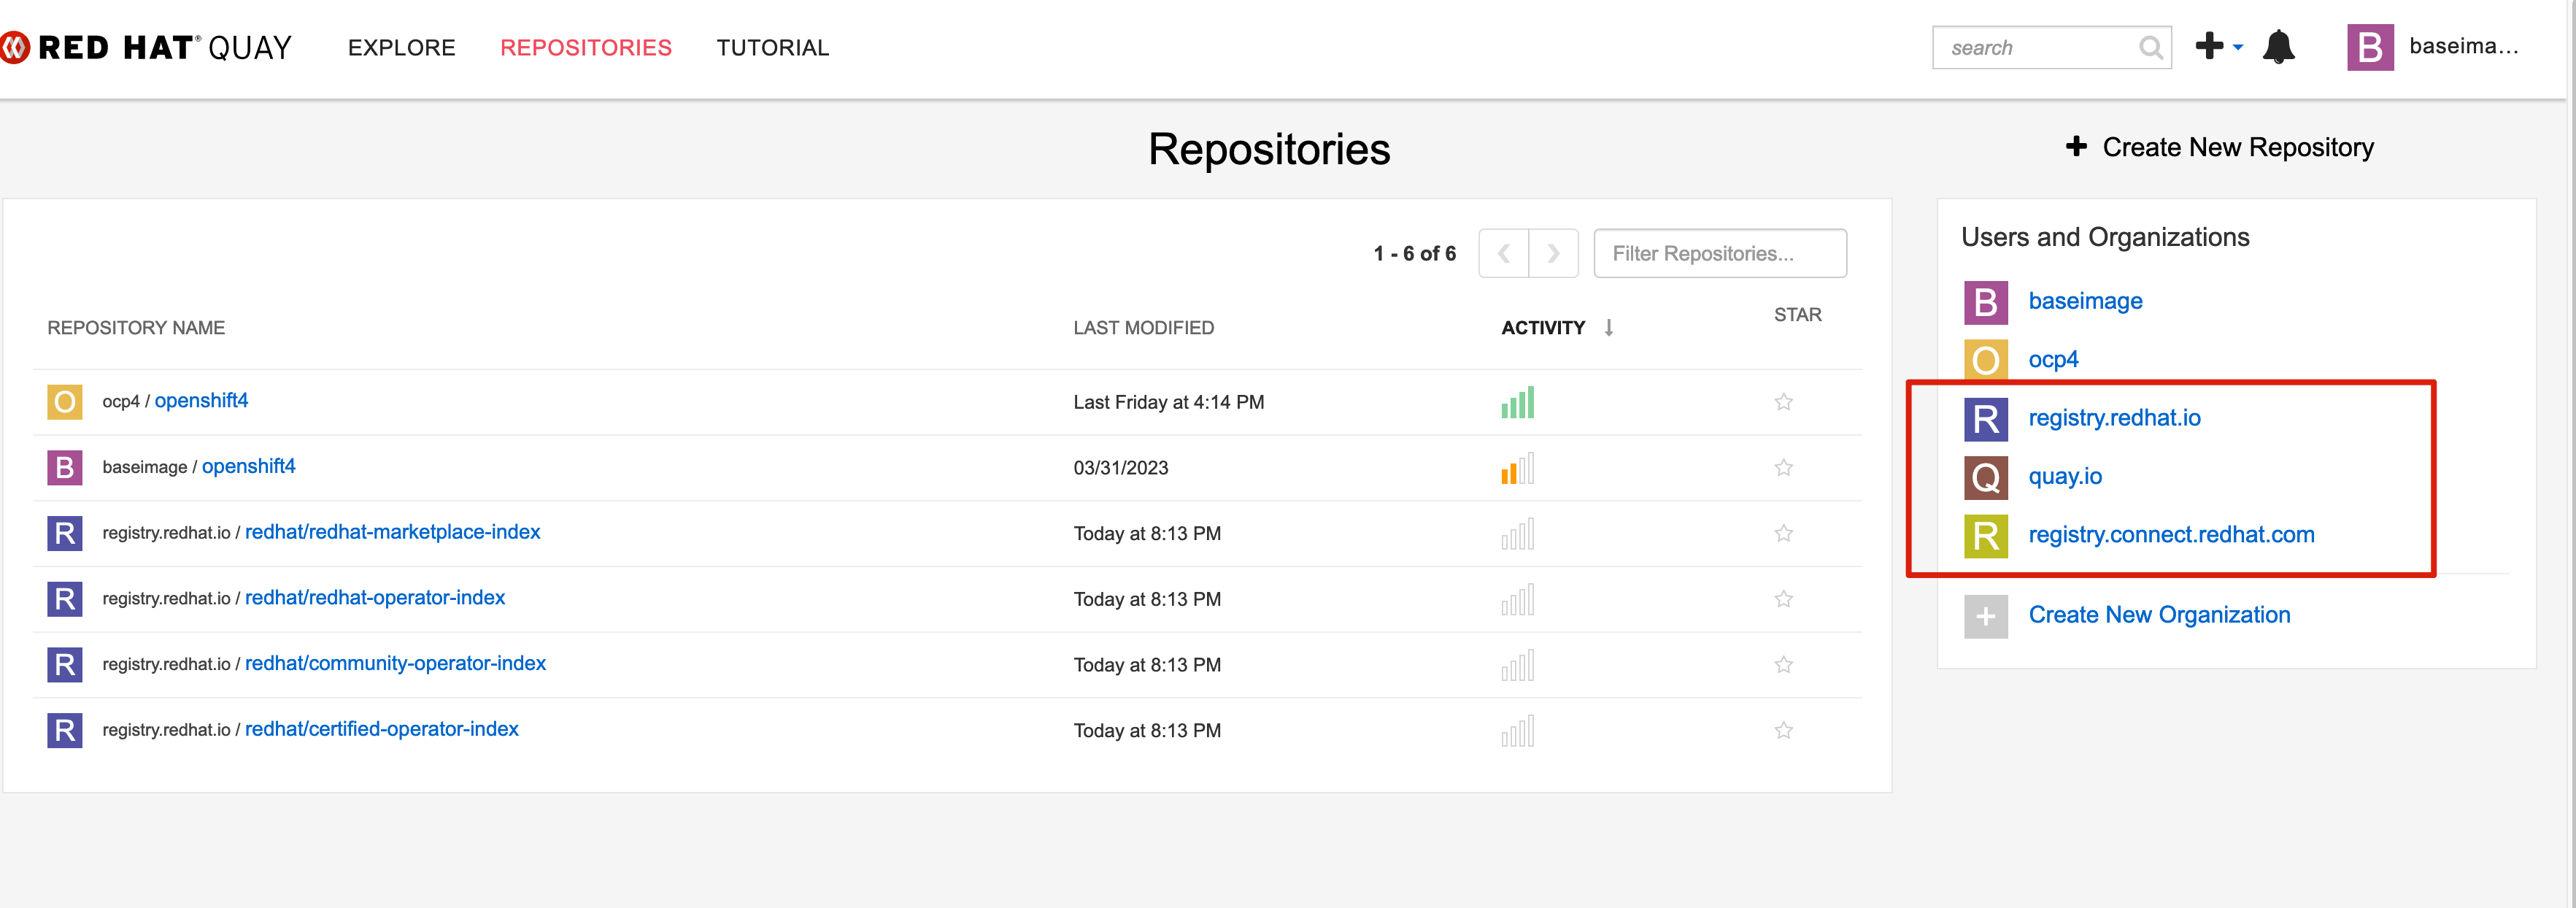 RED HAT® QUAY EXPLORE REPOSITORIES TUTORIAL search B baseima...
Repositories
+ Create New Repository
1 - 6 of 6 Filter Repositories...
REPOSITORY NAME LAST MODIFIED ACTIVITY STAR
O ocp4 / openshift4 Last Friday at 4:14 PM
B baseimage / openshift4 03/31/2023
R registry.redhat.io / redhat/redhat-marketplace-index Today at 8:13 PM
R registry.redhat.io / redhat/redhat-operator-index Today at 8:13 PM
R registry.redhat.io / redhat/community-operator-index Today at 8:13 PM
R registry.redhat.io / redhat/certified-operator-index Today at 8:13 PM
Users and Organizations
B baseimage
O ocp4
R registry.redhat.io
Q quay.io
R registry.connect.redhat.com
+ Create New Organization